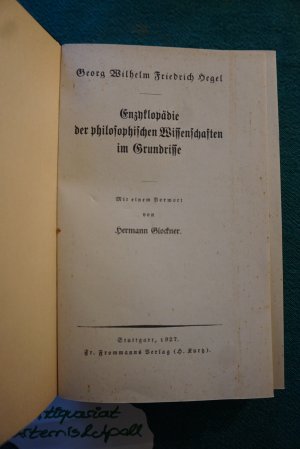 Georg Wilhelm Friedrich Hegel
Enzyklopädie
der philosophischen Wissenschaften
im Grundrisse
Mit einem Vorwort
von
Hermann Glockner.
Stuttgart, 1927.
Fr. Frommanns Verlag (H. Kurtz).
Antiquariat